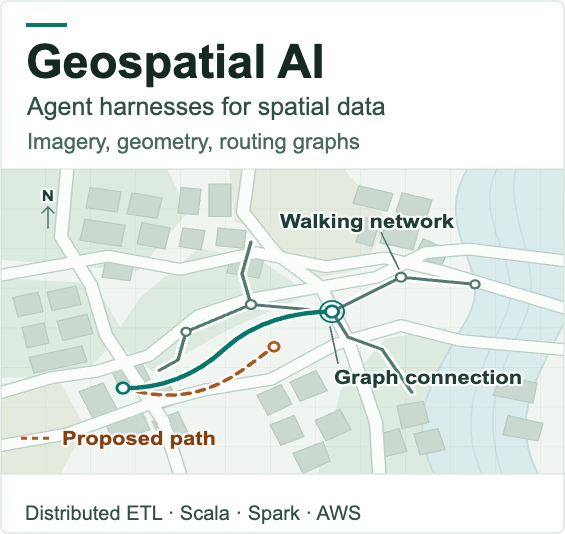 Geospatial AI
Agent harnesses for spatial data
Imagery, geometry, routing graphs
N
Walking network
Graph connection
Proposed path
Distributed ETL · Scala · Spark · AWS